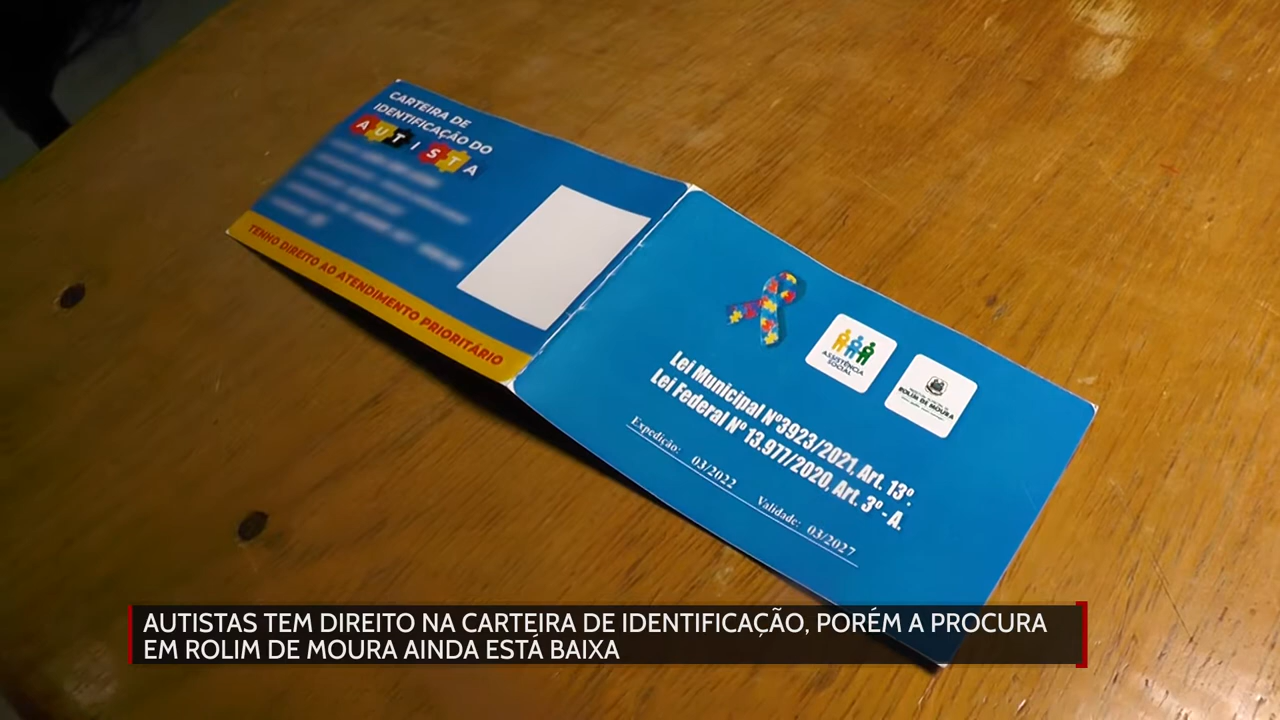 CARTEIRA DE
IDENTIFICAÇÃO DO
AUTISTA
TENHO DIREITO AO ATENDIMENTO PRIORITÁRIO
ASSISTÊNCIA
SOCIAL
ROLIM DE MOURA
Lei Municipal Nº3923/2021, Art. 13º.
Lei Federal Nº 13.977/2020, Art. 3º - A.
Expedição: 03/2022 Validade: 03/2027
AUTISTAS TEM DIREITO NA CARTEIRA DE IDENTIFICAÇÃO, PORÉM A PROCURA
EM ROLIM DE MOURA AINDA ESTÁ BAIXA